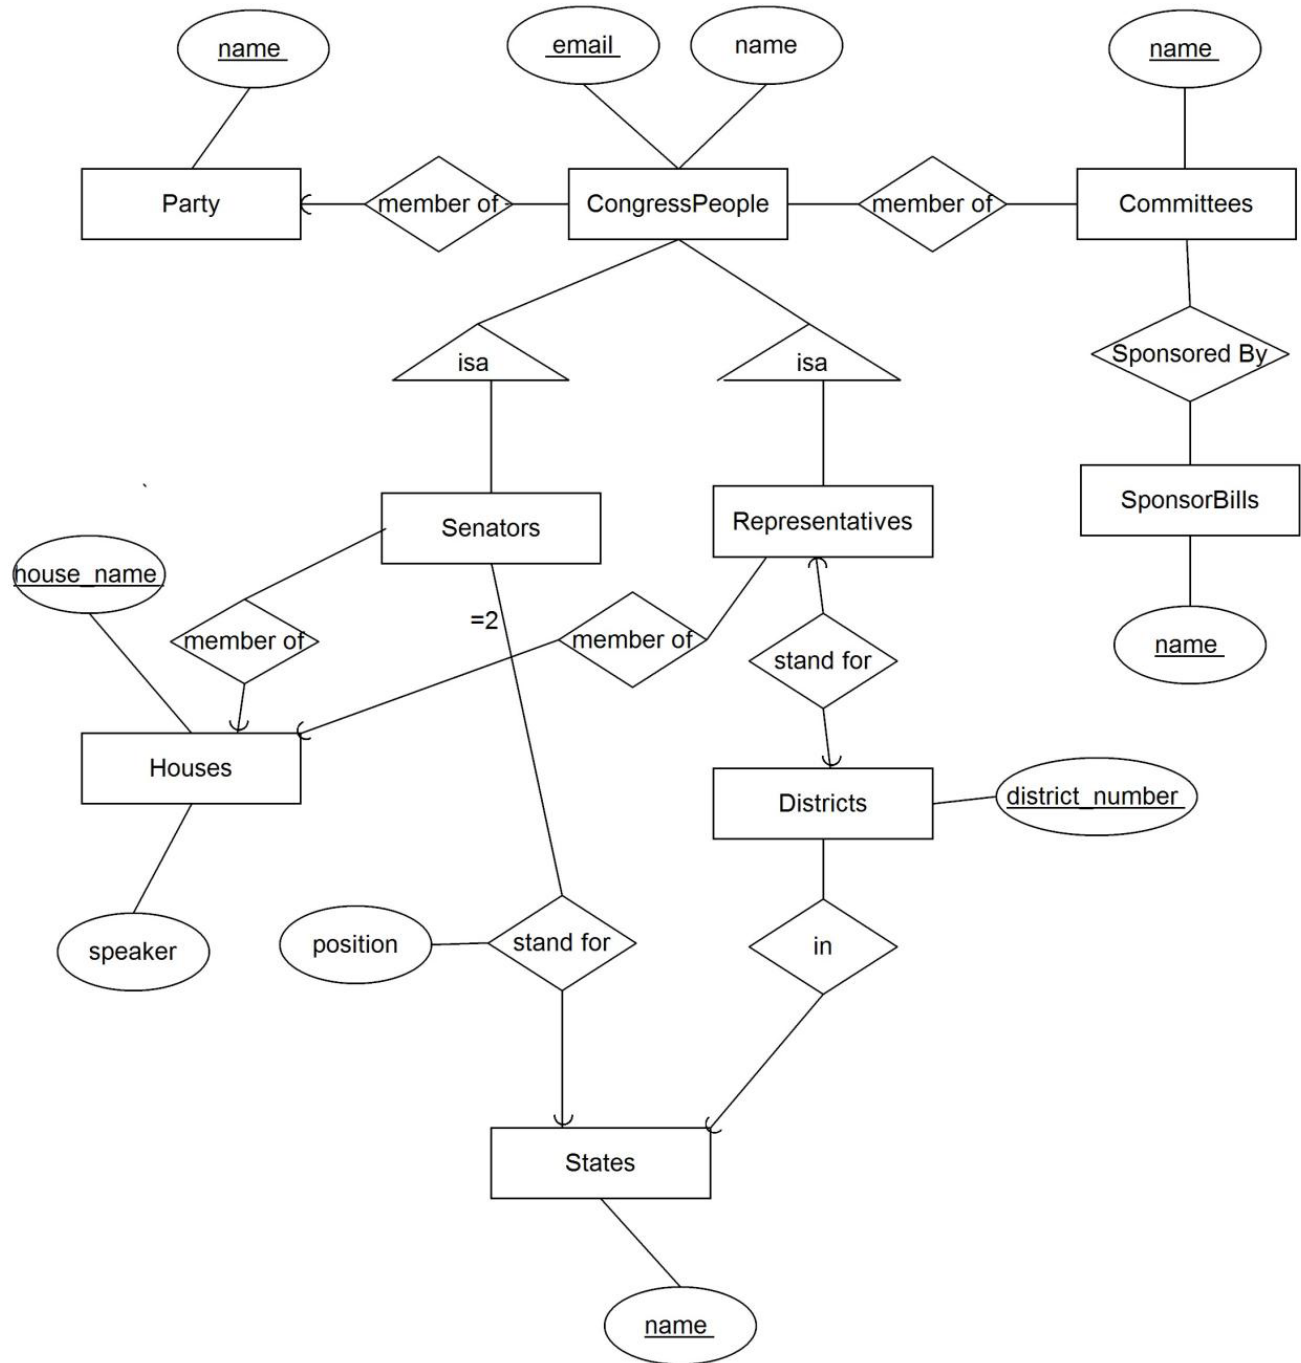 name
email
name
name
Party
member of
CongressPeople
member of
Committees
isa
isa
Sponsored By
Senators
Representatives
SponsorBills
house_name
=2
member of
member of
stand for
name
Houses
Districts
district_number
speaker
position
stand for
in
States
name